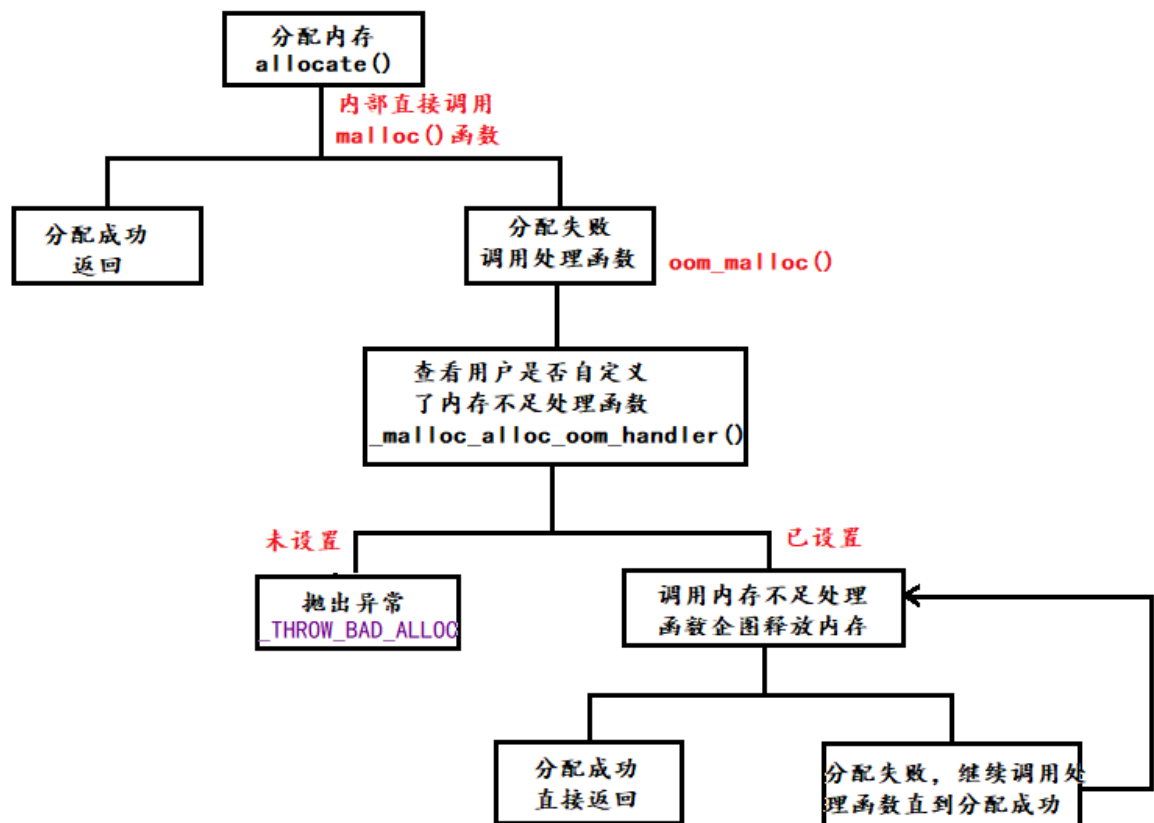 分配内存
allocate()
内部直接调用
malloc()函数
分配成功
返回
分配失败
调用处理函数
oom_malloc()
查看用户是否自定义
了内存不足处理函数
_malloc_alloc_oom_handler()
未设置
已设置
抛出异常
_THROW_BAD_ALLOC
调用内存不足处理
函数企图释放内存
分配成功
直接返回
分配失败，继续调用处
理函数直到分配成功